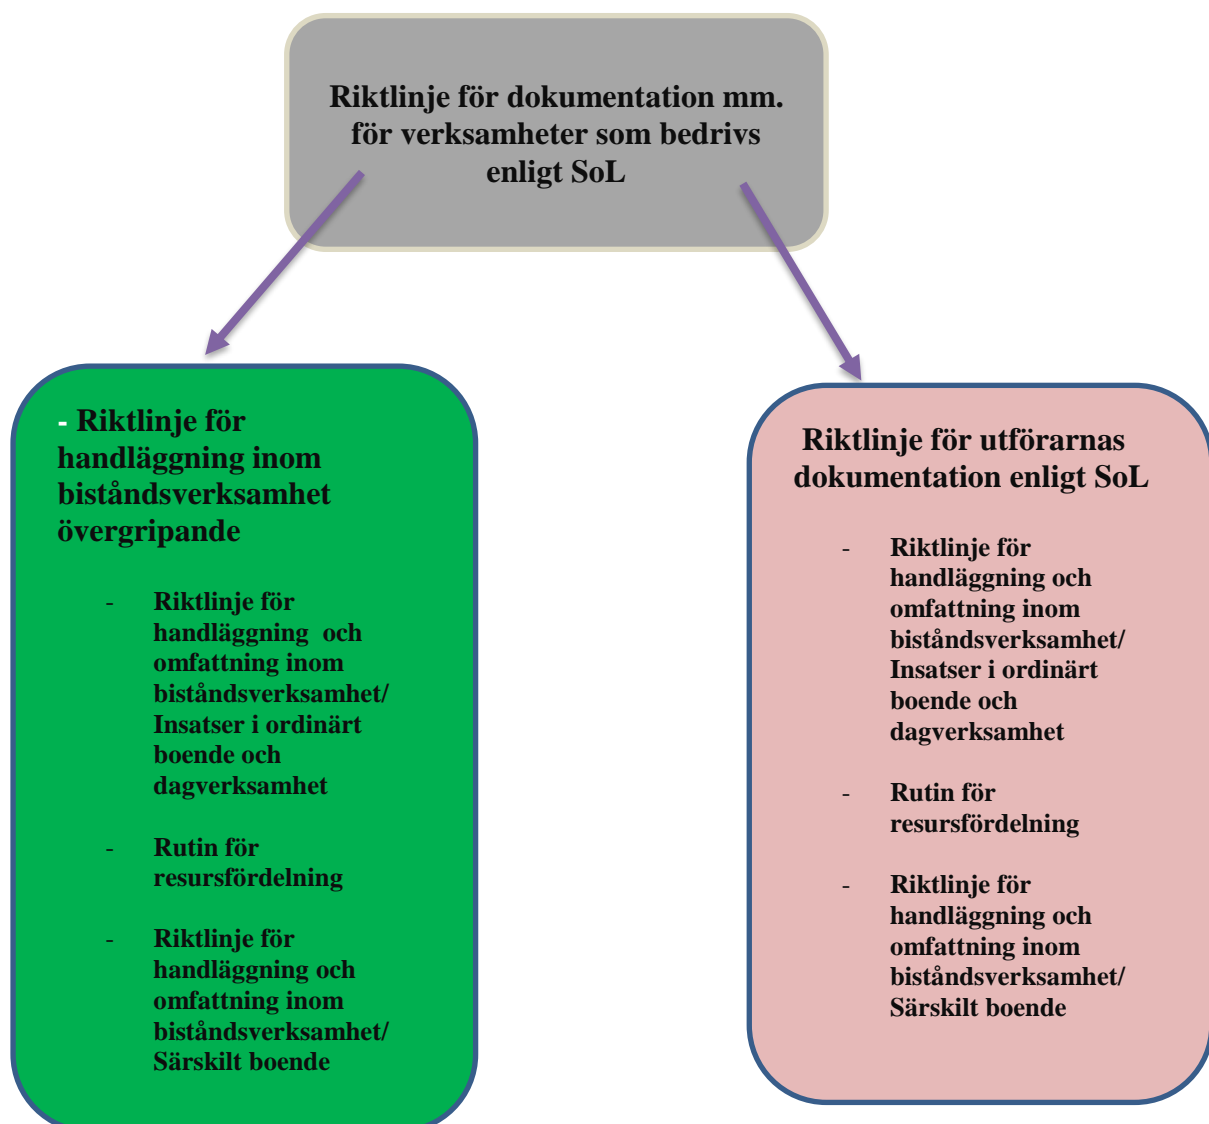 Riktlinje för dokumentation mm.
för verksamheter som bedrivs
enligt SoL
- Riktlinje för
handläggning inom
biståndsverksamhet
övergripande
- Riktlinje för
handläggning och
omfattning inom
biståndsverksamhet/
Insatser i ordinärt
boende och
dagverksamhet
- Rutin för
resursfördelning
- Riktlinje för
handläggning och
omfattning inom
biståndsverksamhet/
Särskilt boende
Riktlinje för utförarnas
dokumentation enligt SoL
- Riktlinje för
handläggning och
omfattning inom
biståndsverksamhet/
Insatser i ordinärt
boende och
dagverksamhet
- Rutin för
resursfördelning
- Riktlinje för
handläggning och
omfattning inom
biståndsverksamhet/
Särskilt boende